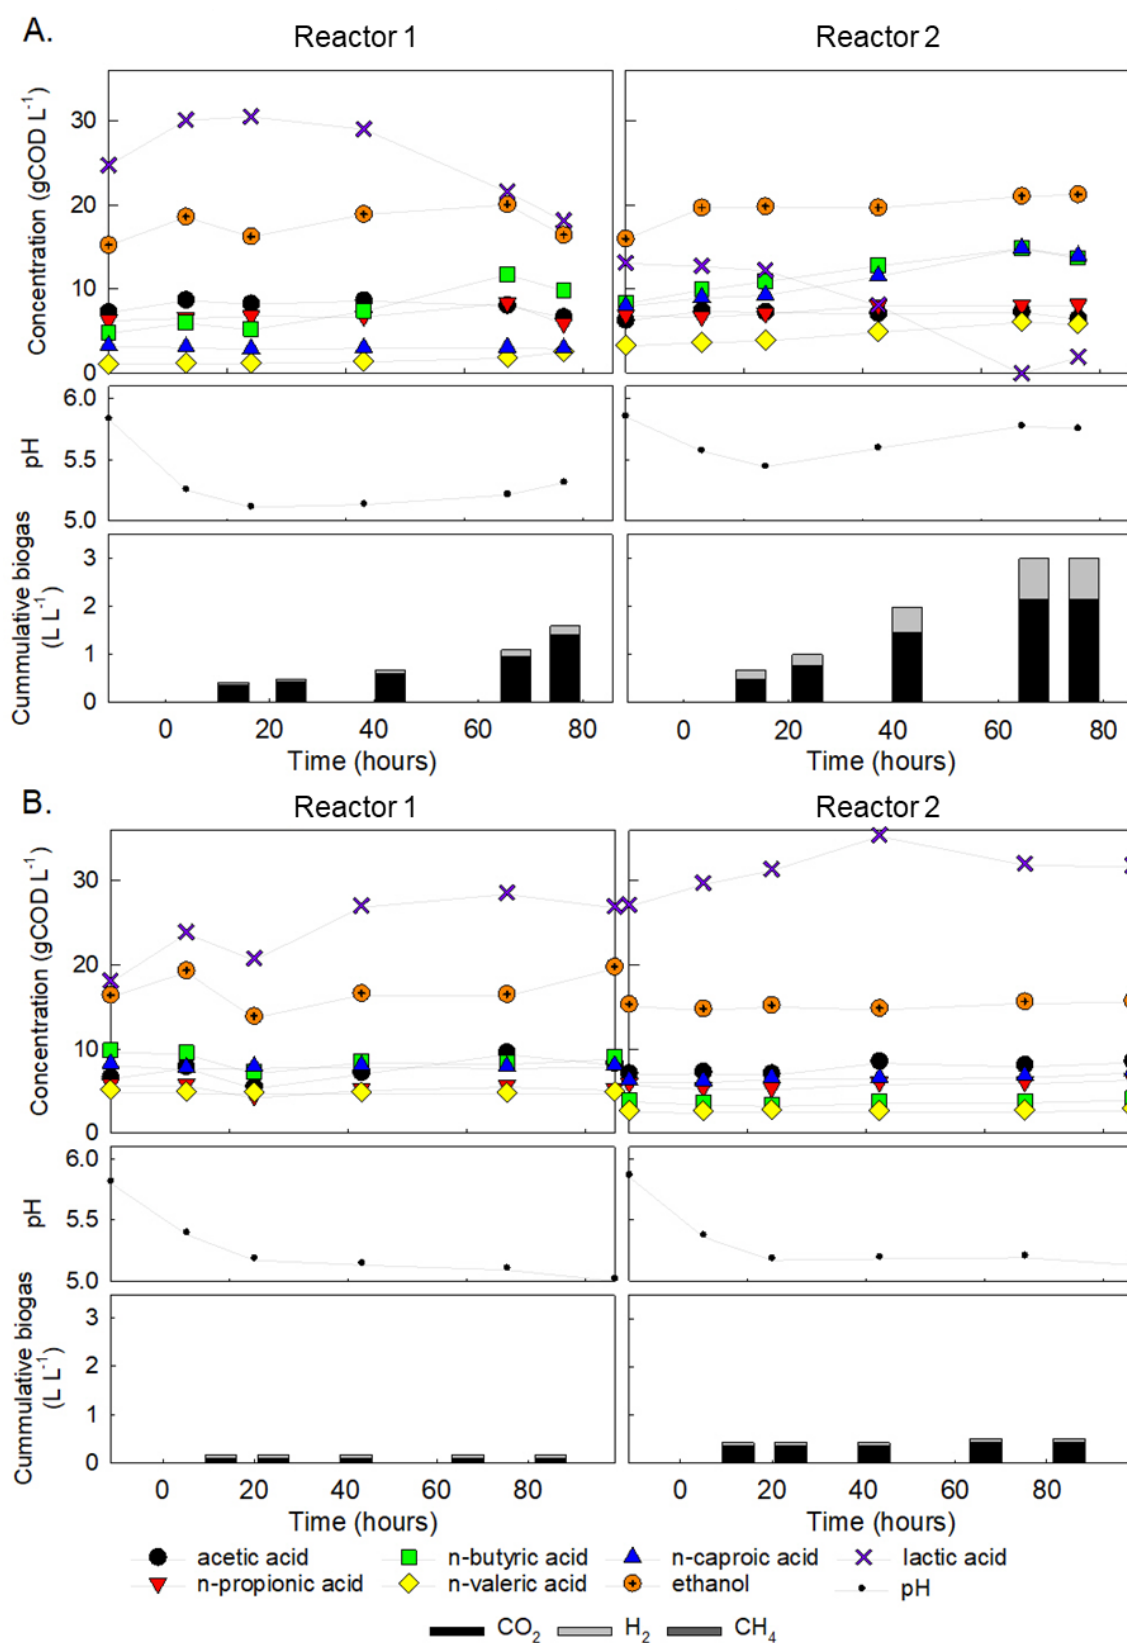 A.
Reactor 1
Reactor 2
Concentration (gCOD L⁻¹)
30
20
10
0
pH
6.0
5.5
5.0
Cummulative biogas
(L L⁻¹)
3
2
1
0
0 20 40 60 80
0 20 40 60 80
Time (hours)
Time (hours)
B.
Reactor 1
Reactor 2
Concentration (gCOD L⁻¹)
30
20
10
0
pH
6.0
5.5
5.0
Cummulative biogas
(L L⁻¹)
3
2
1
0
0 20 40 60 80
0 20 40 60 80
Time (hours)
Time (hours)
acetic acid n-butyric acid n-caproic acid lactic acid
n-propionic acid n-valeric acid ethanol pH
CO₂ H₂ CH₄